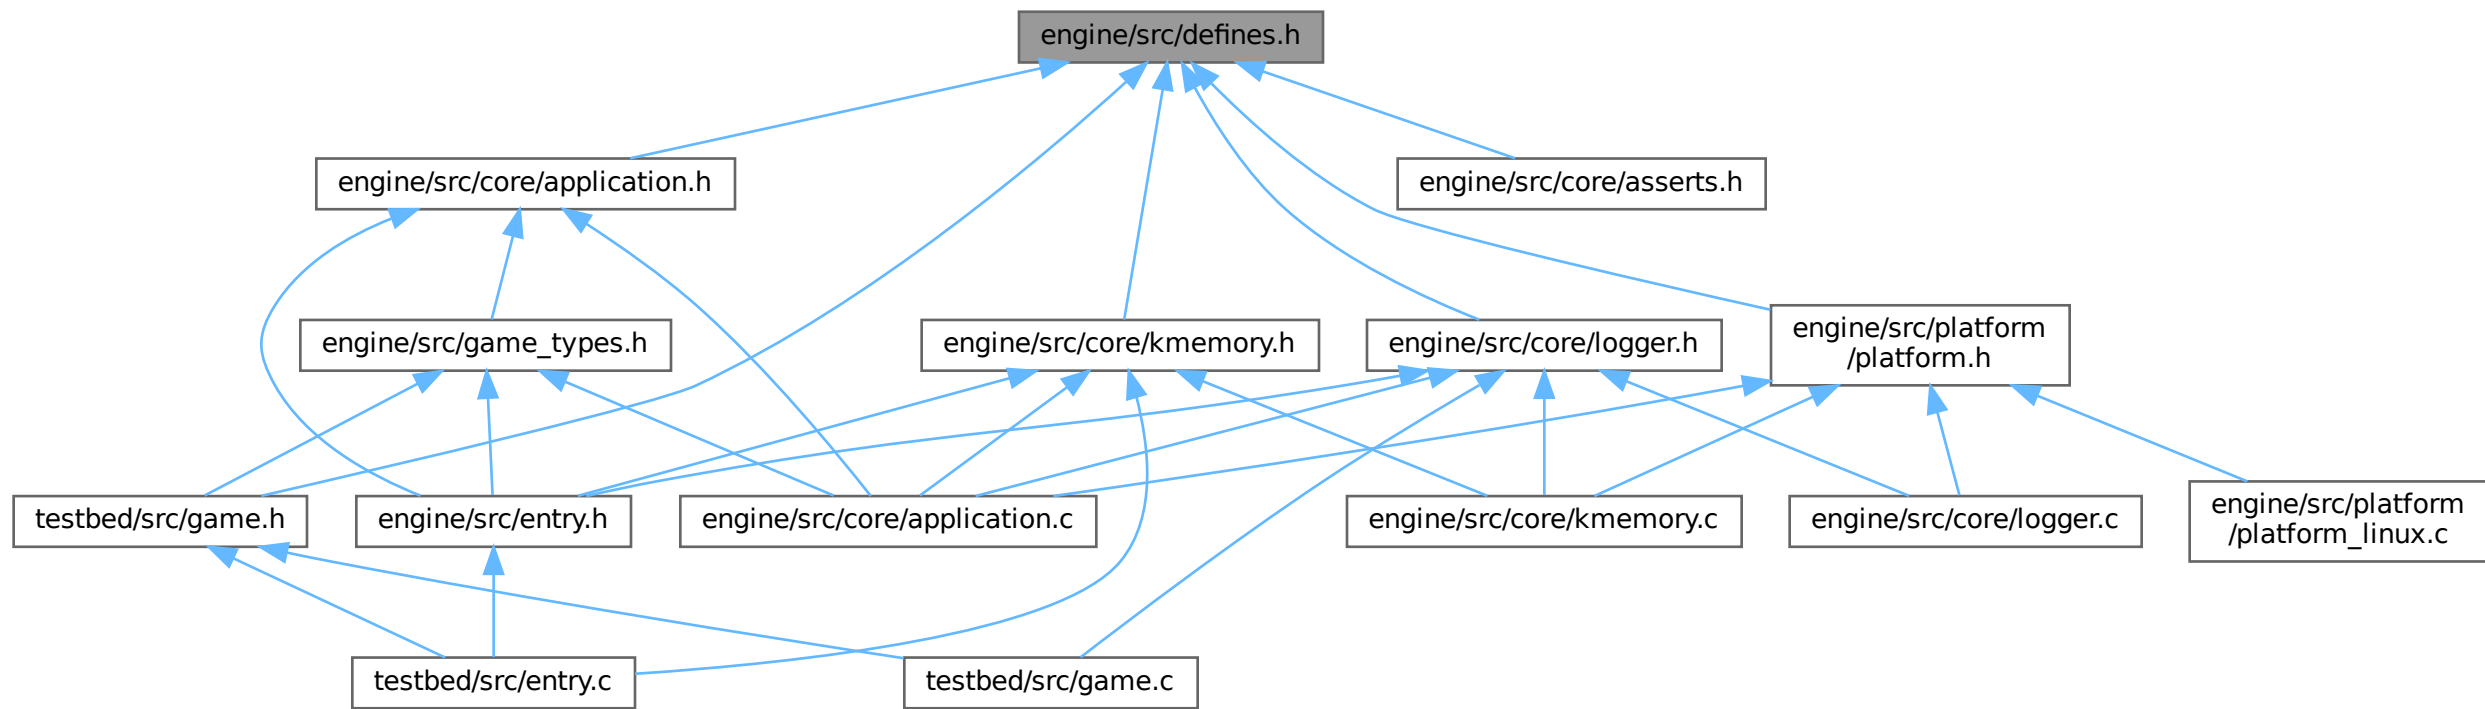 engine/src/defines.h
engine/src/core/application.h
engine/src/core/asserts.h
engine/src/game_types.h
engine/src/core/kmemory.h
engine/src/core/logger.h
engine/src/platform
/platform.h
testbed/src/game.h
engine/src/entry.h
engine/src/core/application.c
engine/src/core/kmemory.c
engine/src/core/logger.c
engine/src/platform
/platform_linux.c
testbed/src/entry.c
testbed/src/game.c